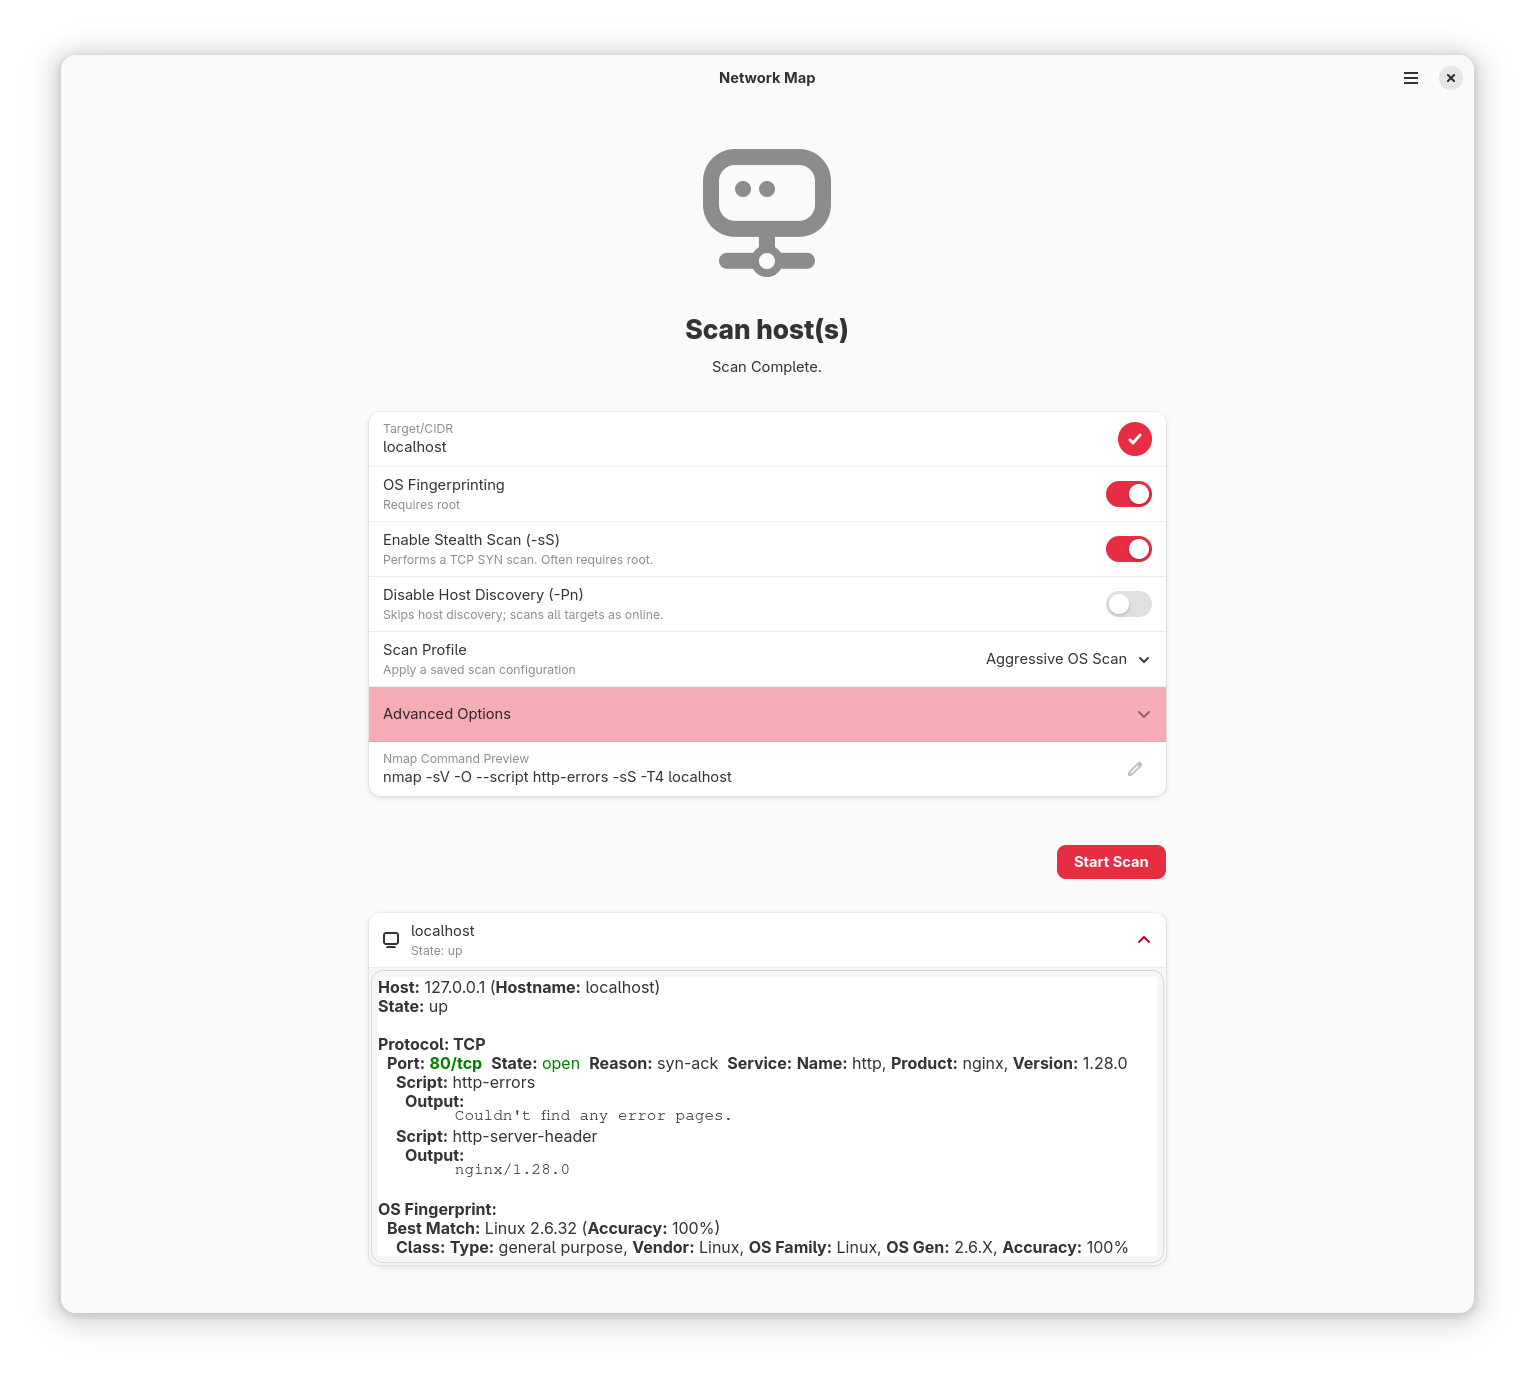 Network Map
Scan host(s)
Scan Complete.
Target/CIDR
localhost
OS Fingerprinting
Requires root
Enable Stealth Scan (-sS)
Performs a TCP SYN scan. Often requires root.
Disable Host Discovery (-Pn)
Skips host discovery; scans all targets as online.
Scan Profile
Apply a saved scan configuration
Aggressive OS Scan
Advanced Options
Nmap Command Preview
nmap -sV -O --script http-errors -sS -T4 localhost
Start Scan
localhost
State: up
Host: 127.0.0.1 (Hostname: localhost)
State: up
Protocol: TCP
Port: 80/tcp State: open Reason: syn-ack Service: Name: http, Product: nginx, Version: 1.28.0
Script: http-errors
Output:
Couldn't find any error pages.
Script: http-server-header
Output:
nginx/1.28.0
OS Fingerprint:
Best Match: Linux 2.6.32 (Accuracy: 100%)
Class: Type: general purpose, Vendor: Linux, OS Family: Linux, OS Gen: 2.6.X, Accuracy: 100%